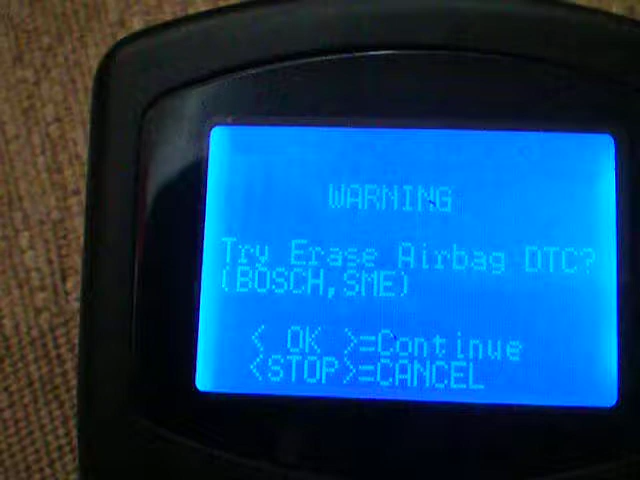 WARNING
Try Erase Airbag DTC?
(BOSCH,SME)
< OK >=Continue
<STOP>=CANCEL